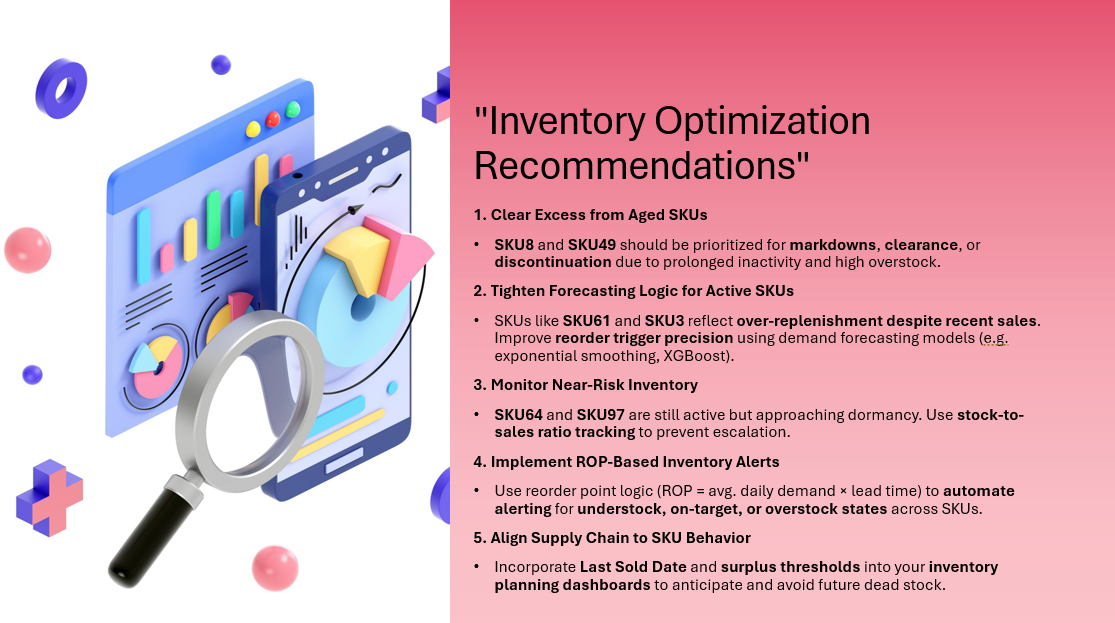 "Inventory Optimization
Recommendations"
1. Clear Excess from Aged SKUs
• SKU8 and SKU49 should be prioritized for markdowns, clearance, or
discontinuation due to prolonged inactivity and high overstock.
2. Tighten Forecasting Logic for Active SKUs
• SKUs like SKU61 and SKU3 reflect over-replenishment despite recent sales.
Improve reorder trigger precision using demand forecasting models (e.g.
exponential smoothing, XGBoost).
3. Monitor Near-Risk Inventory
• SKU64 and SKU97 are still active but approaching dormancy. Use stock-to-
sales ratio tracking to prevent escalation.
4. Implement ROP-Based Inventory Alerts
• Use reorder point logic (ROP = avg. daily demand × lead time) to automate
alerting for understock, on-target, or overstock states across SKUs.
5. Align Supply Chain to SKU Behavior
• Incorporate Last Sold Date and surplus thresholds into your inventory
planning dashboards to anticipate and avoid future dead stock.